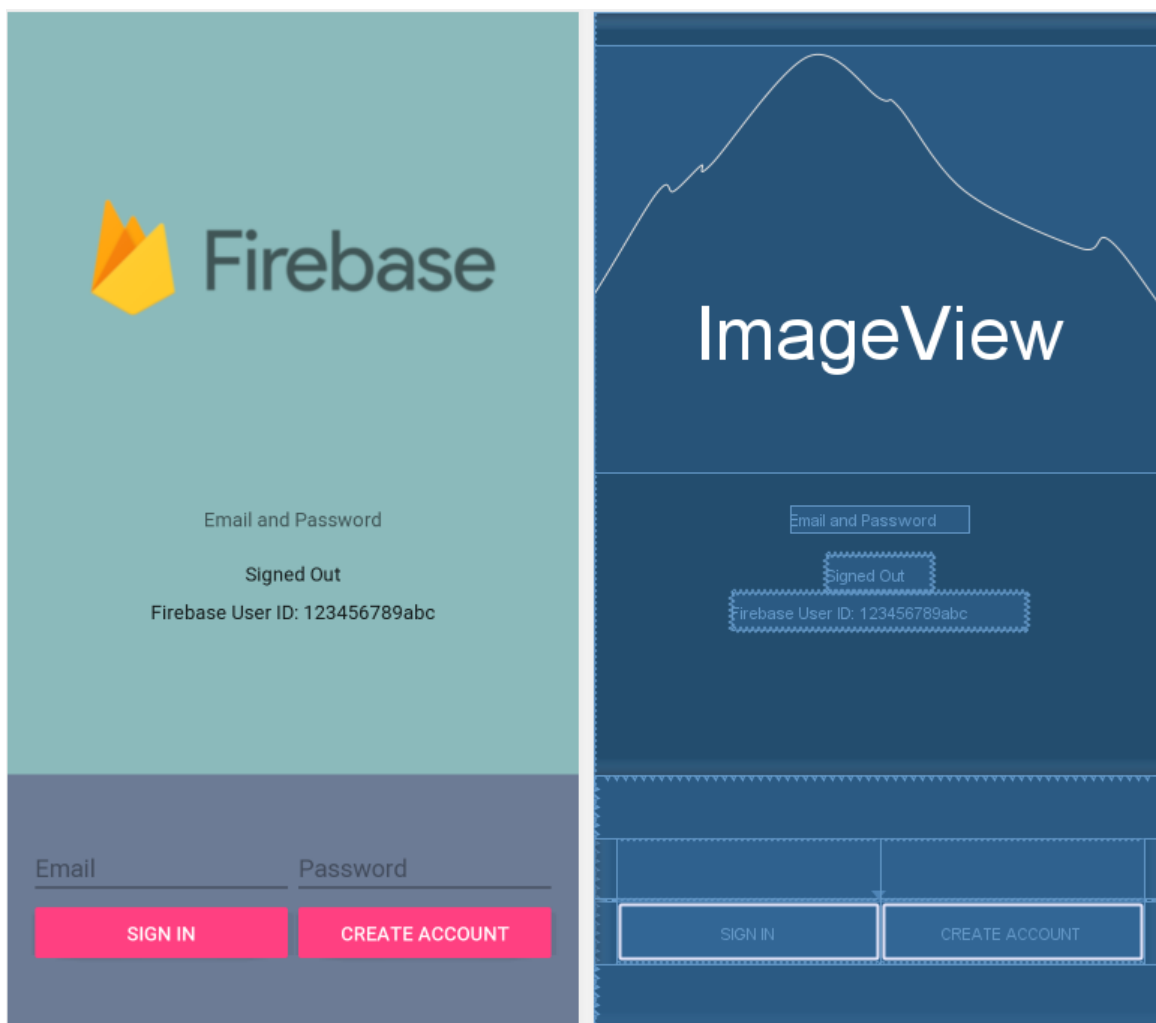 Firebase
Email and Password
Signed Out
Firebase User ID: 123456789abc
Email Password
SIGN IN CREATE ACCOUNT
ImageView
Email and Password
Signed Out
Firebase User ID: 123456789abc
SIGN IN CREATE ACCOUNT